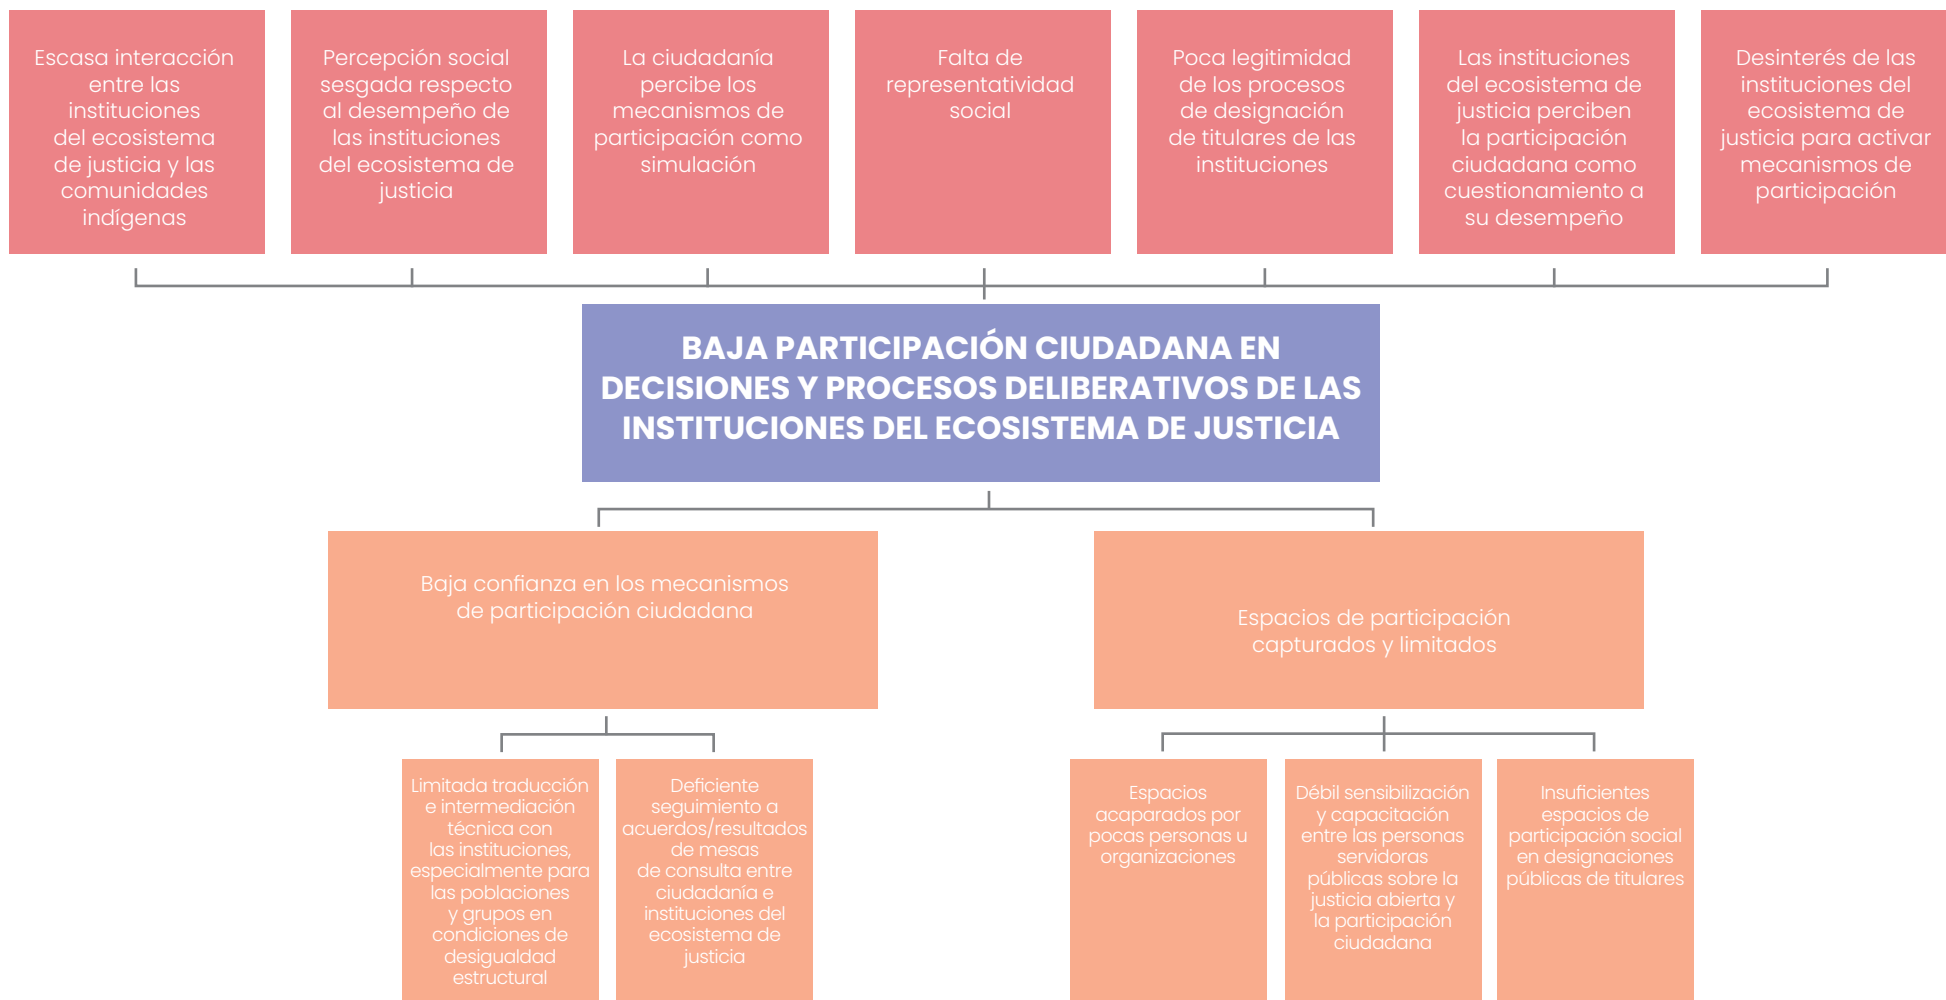 Escasa interacción
entre las
instituciones
del ecosistema
de justicia y las
comunidades
indígenas
Percepción social
sesgada respecto
al desempeño de
las instituciones
del ecosistema de
justicia
La ciudadanía
percibe los
mecanismos de
participación como
simulación
Falta de
representatividad
social
Poca legitimidad
de los procesos
de designación
de titulares de las
instituciones
Las instituciones
del ecosistema de
justicia perciben
la participación
ciudadana como
cuestionamiento a
su desempeño
Desinterés de las
instituciones del
ecosistema de
justicia para activar
mecanismos de
participación
BAJA PARTICIPACIÓN CIUDADANA EN
DECISIONES Y PROCESOS DELIBERATIVOS DE LAS
INSTITUCIONES DEL ECOSISTEMA DE JUSTICIA
Baja confianza en los mecanismos
de participación ciudadana
Espacios de participación
capturados y limitados
Limitada traducción
e intermediación
técnica con
las instituciones,
especialmente para
las poblaciones
y grupos en
condiciones de
desigualdad
estructural
Deficiente
seguimiento a
acuerdos/resultados
de mesas
de consulta entre
ciudadanía e
instituciones del
ecosistema de
justicia
Espacios
acaparados por
pocas personas u
organizaciones
Débil sensibilización
y capacitación
entre las personas
servidoras
públicas sobre la
justicia abierta y
la participación
ciudadana
Insuficientes
espacios de
participación social
en designaciones
públicas de titulares